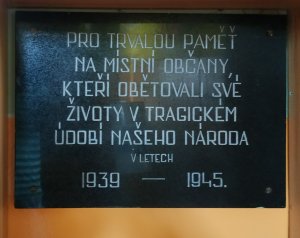 PRO TRVALOU PAMĚŤ
NA MÍSTNÍ OBČANY,
KTEŘÍ OBĚTOVALI SVÉ
ŽIVOTY V TRAGICKÉM
ÚDOBÍ NAŠEHO NÁRODA
V LETECH
1939 — 1945.